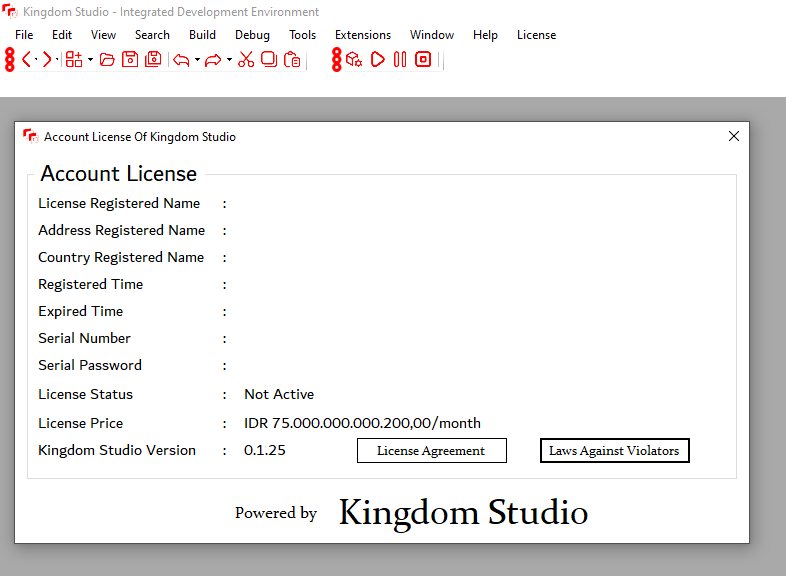 Kingdom Studio - Integrated Development Environment
File Edit View Search Build Debug Tools Extensions Window Help License
Account License Of Kingdom Studio
Account License
License Registered Name :
Address Registered Name :
Country Registered Name :
Registered Time :
Expired Time :
Serial Number :
Serial Password :
License Status : Not Active
License Price : IDR 75.000.000.000.200,00/month
Kingdom Studio Version : 0.1.25 License Agreement Laws Against Violators
Powered by Kingdom Studio